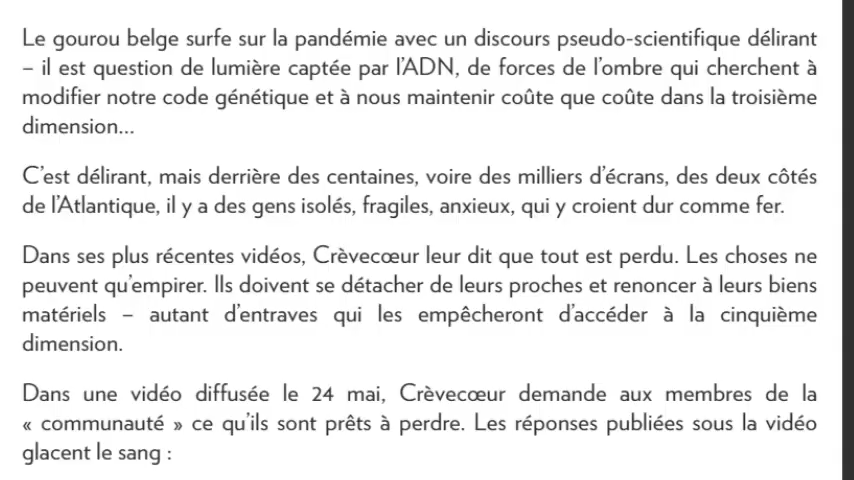 Le gourou belge surfe sur la pandémie avec un discours pseudo-scientifique délirant
– il est question de lumière captée par l’ADN, de forces de l’ombre qui cherchent à
modifier notre code génétique et à nous maintenir coûte que coûte dans la troisième
dimension...
C’est délirant, mais derrière des centaines, voire des milliers d’écrans, des deux côtés
de l’Atlantique, il y a des gens isolés, fragiles, anxieux, qui y croient dur comme fer.
Dans ses plus récentes vidéos, Crèvecœur leur dit que tout est perdu. Les choses ne
peuvent qu’empirer. Ils doivent se détacher de leurs proches et renoncer à leurs biens
matériels – autant d’entraves qui les empêcheront d’accéder à la cinquième
dimension.
Dans une vidéo diffusée le 24 mai, Crèvecœur demande aux membres de la
« communauté » ce qu’ils sont prêts à perdre. Les réponses publiées sous la vidéo
glacent le sang :